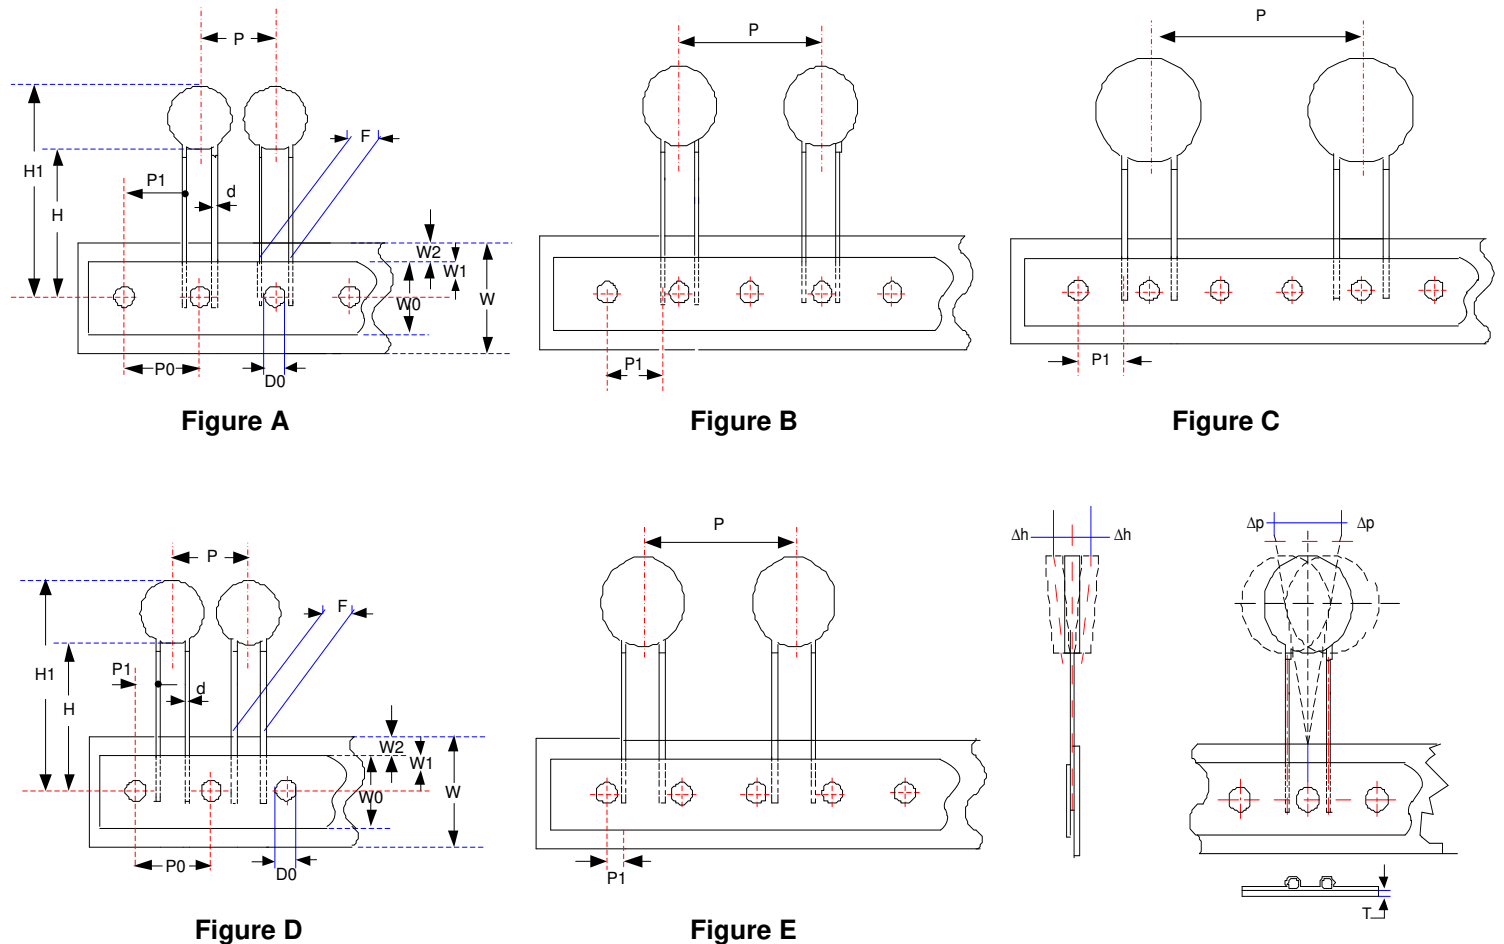 P
H1
H
P1
d
F
W2
W1
W0
W
P0
D0
Figure A
P
P1
Figure B
P
P1
Figure C
P
H1
H
P1
d
F
W2
W1
W0
W
P0
D0
Figure D
P
P1
Figure E
Δh Δh
Δp Δp
T